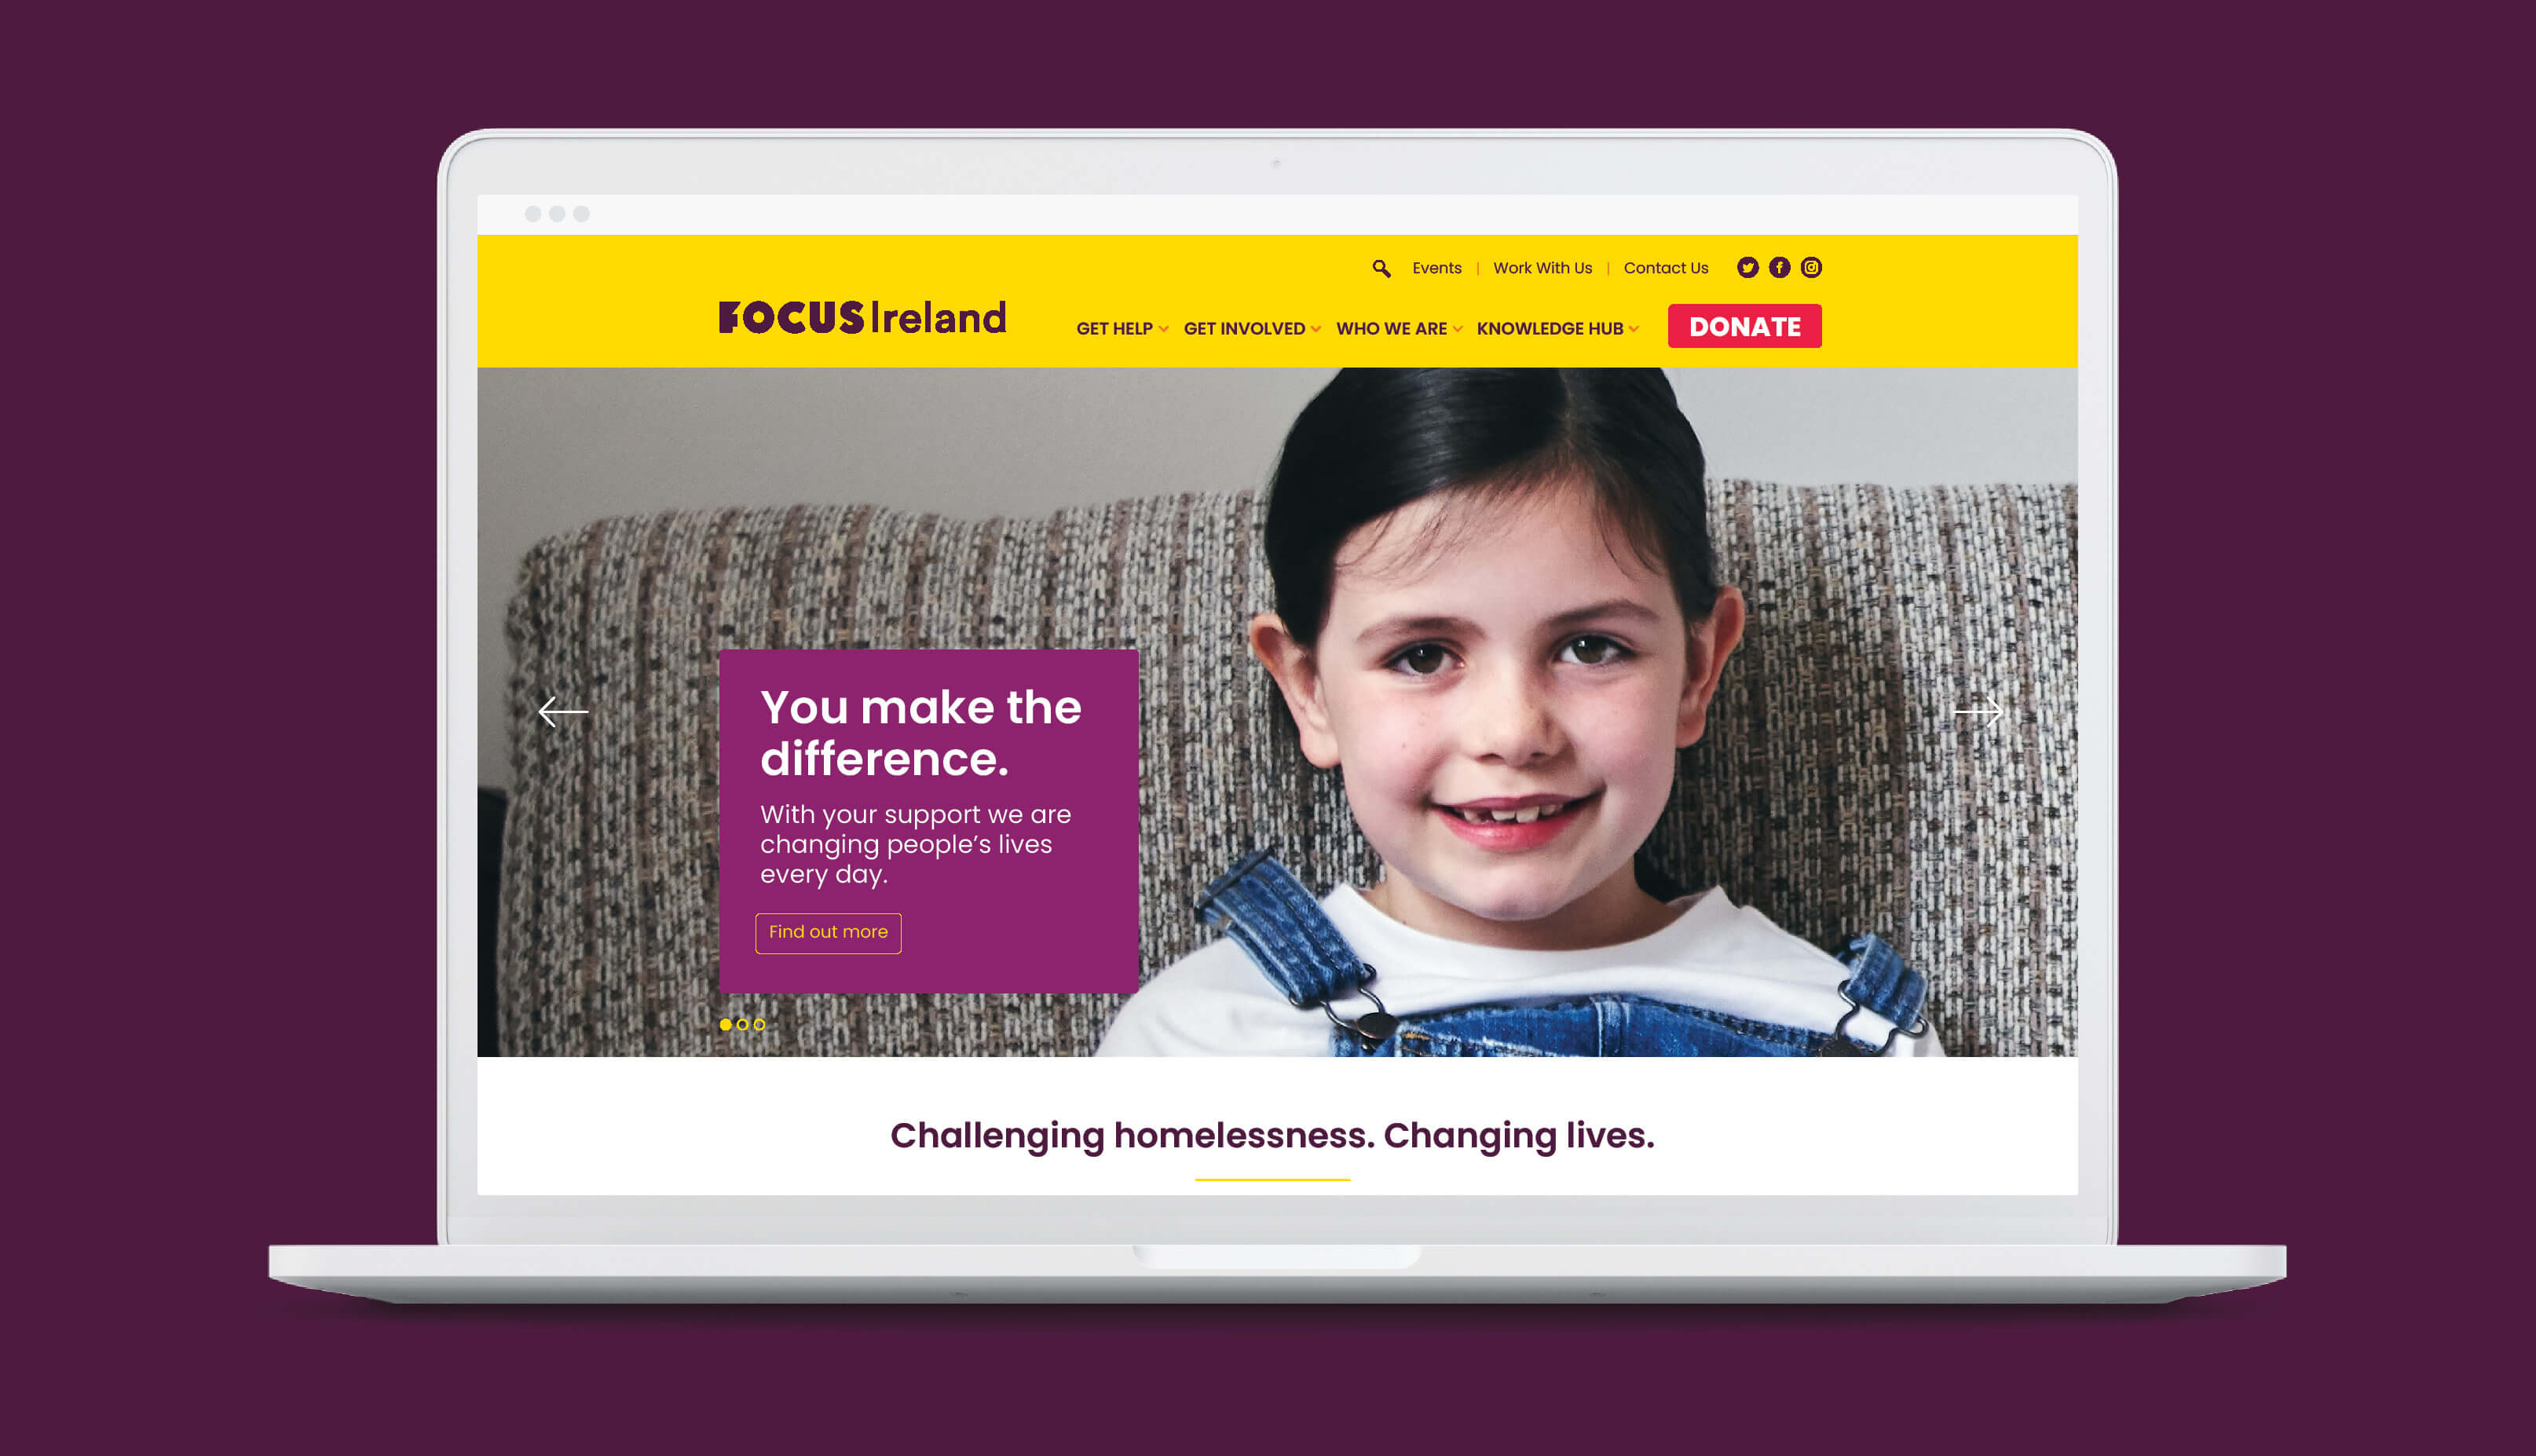 Events | Work With Us | Contact Us
FOCUS Ireland
GET HELP GET INVOLVED WHO WE ARE KNOWLEDGE HUB DONATE
You make the
difference.
With your support we are
changing people's lives
every day.
Find out more
Challenging homelessness. Changing lives.